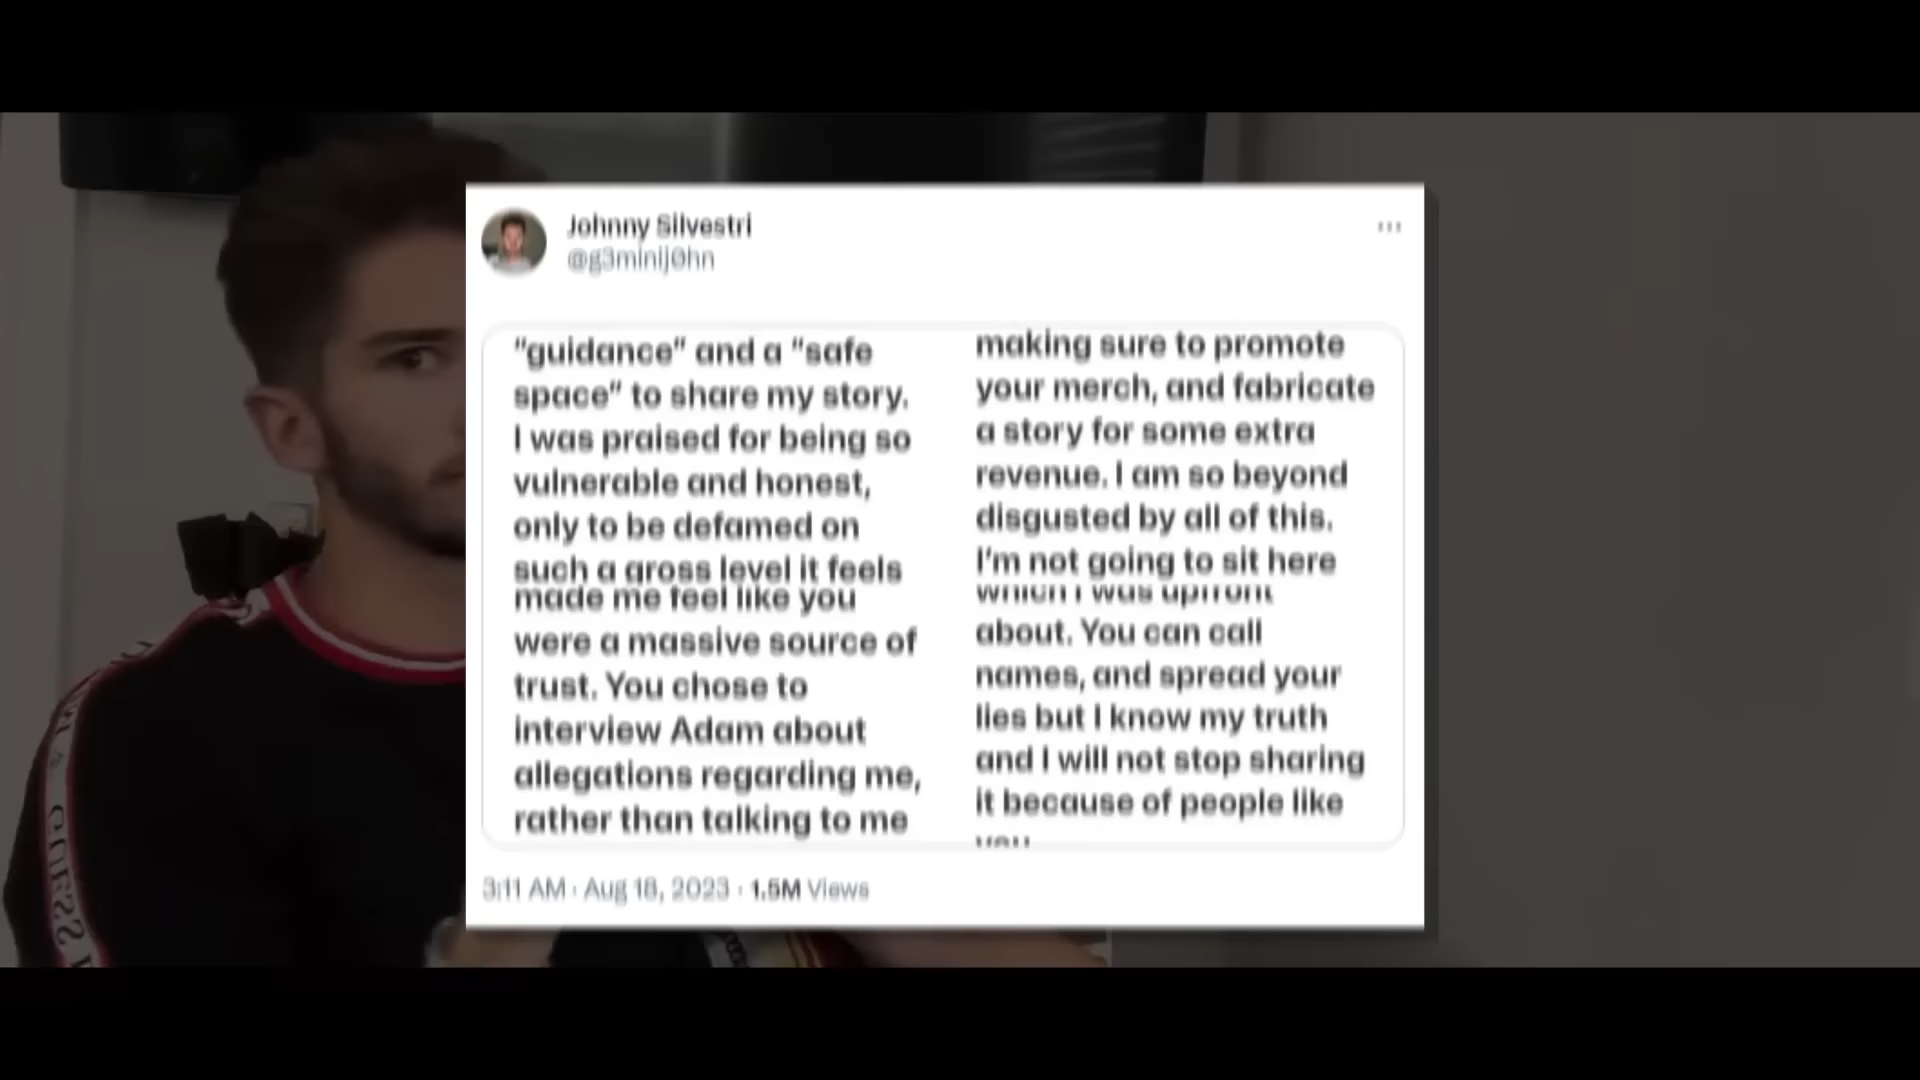 Johnny Silvestri
@g3minij0hn
"guidance" and a "safe
space" to share my story.
I was praised for being so
vulnerable and honest,
only to be defamed on
such a gross level it feels
made me feel like you
were a massive source of
trust. You chose to
interview Adam about
allegations regarding me,
rather than talking to me
making sure to promote
your merch, and fabricate
a story for some extra
revenue. I am so beyond
disgusted by all of this.
I'm not going to sit here
which I was upfront
about. You can call
names, and spread your
lies but I know my truth
and I will not stop sharing
it because of people like
you
3:11 AM · Aug 18, 2023 · 1.5M Views